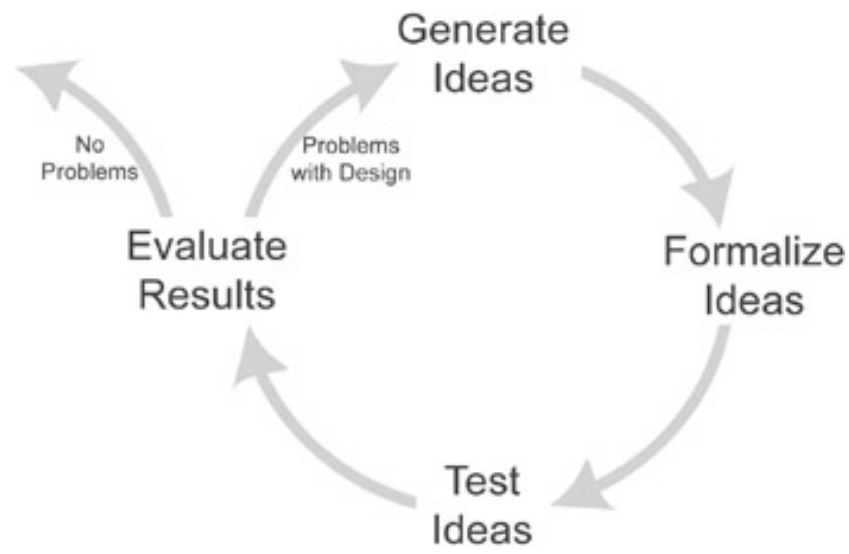 Generate
Ideas
No
Problems
Problems
with Design
Evaluate
Results
Formalize
Ideas
Test
Ideas